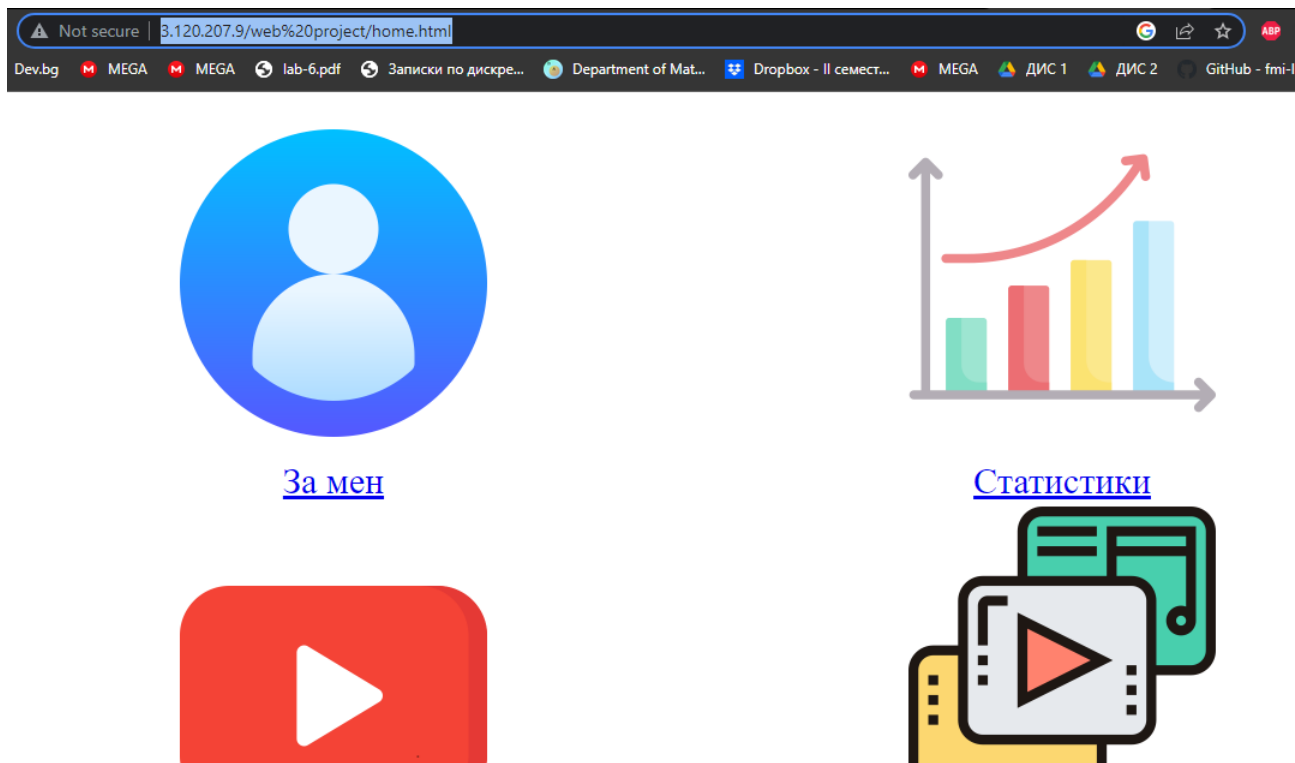 Not secure | 3.120.207.9/web%20project/home.html ABP
Dev.bg MEGA MEGA lab-6.pdf Записки по дискре... Department of Mat... Dropbox - II семест... MEGA ДИС 1 ДИС 2 GitHub - fmi-
За мен Статистики